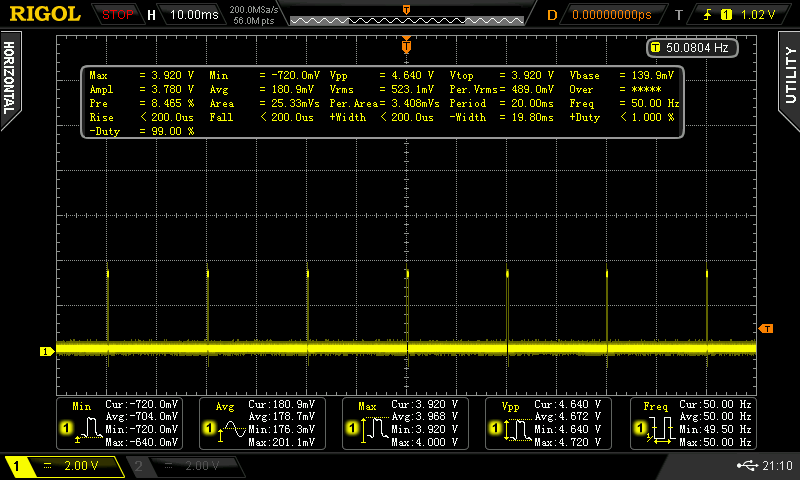 RIGOL STOP H 10.00ms 200.0MSa/s 56.0M pts T D 0.00000000ps T 1 1.02 V
HORIZONTAL
UTILITY
T
T 50.0804 Hz
Max = 3.920 V Min = -720.0mV Vpp = 4.640 V Vtop = 3.920 V Vbase = 139.9mV
Ampl = 3.780 V Avg = 180.9mV Vrms = 523.1mV Per.Vrms= 489.0mV Over = *****
Pre = 8.465 % Area = 25.33mVs Per.Area= 3.408mVs Period = 20.00ms Freq = 50.00 Hz
Rise < 200.0us Fall < 200.0us +Width < 200.0us -Width = 19.80ms +Duty < 1.000 %
-Duty = 99.00 %
T
1
Min Cur:-720.0mV
Avg:-704.0mV
1 Min:-720.0mV
Max:-640.0mV
Avg Cur:180.9mV
Avg:178.7mV
1 Min:176.3mV
Max:201.1mV
Max Cur:3.920 V
Avg:3.968 V
1 Min:3.920 V
Max:4.000 V
Vpp Cur:4.640 V
Avg:4.672 V
1 Min:4.640 V
Max:4.720 V
Freq Cur:50.00 Hz
Avg:50.00 Hz
1 Min:49.50 Hz
Max:50.00 Hz
1 2.00 V 2 2.00 V 21:10